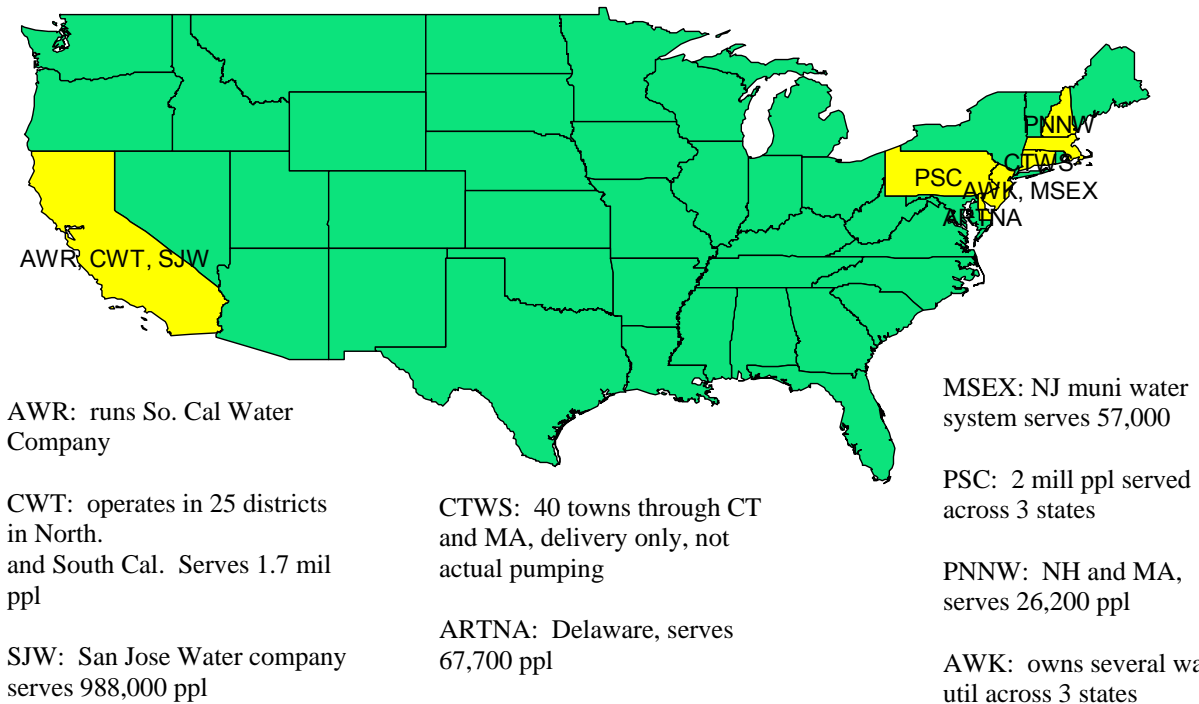 PNNW
CTWS
PSC
AWK, MSEX
ARTNA
AWR, CWT, SJW
AWR: runs So. Cal Water
Company
CWT: operates in 25 districts
in North.
and South Cal. Serves 1.7 mil
ppl
SJW: San Jose Water company
serves 988,000 ppl
CTWS: 40 towns through CT
and MA, delivery only, not
actual pumping
ARTNA: Delaware, serves
67,700 ppl
MSEX: NJ muni water
system serves 57,000
PSC: 2 mill ppl served
across 3 states
PNNW: NH and MA,
serves 26,200 ppl
AWK: owns several wa
util across 3 states